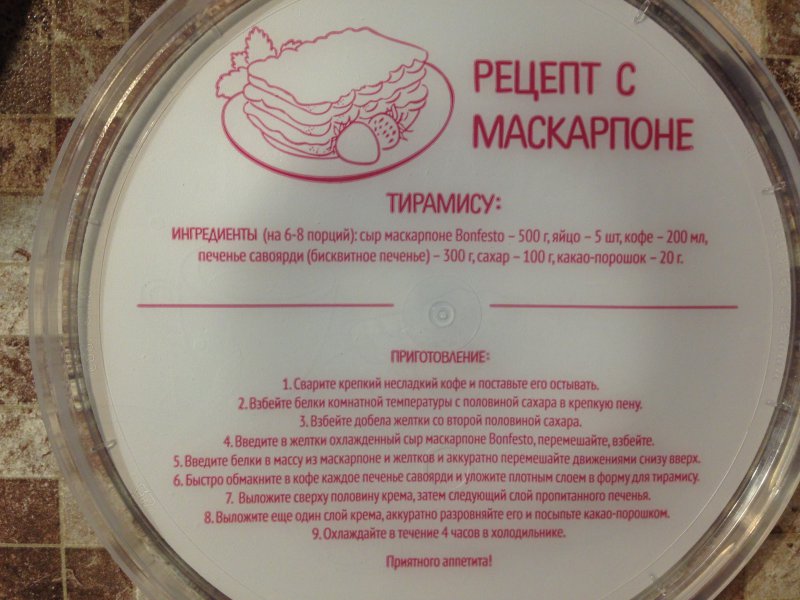 РЕЦЕПТ С
МАСКАРПОНЕ
ТИРАМИСУ:
ИНГРЕДИЕНТЫ (на 6-8 порций): сыр маскарпоне Bonfesto – 500 г, яйцо – 5 шт, кофе – 200 мл,
печенье савоярди (бисквитное печенье) – 300 г, сахар – 100 г, какао-порошок – 20 г.
ПРИГОТОВЛЕНИЕ:
1. Сварите крепкий несладкий кофе и поставьте его остывать.
2. Взбейте белки комнатной температуры с половиной сахара в крепкую пену.
3. Взбейте добела желтки со второй половиной сахара.
4. Введите в желтки охлажденный сыр маскарпоне Bonfesto, перемешайте, взбейте.
5. Введите белки в массу из маскарпоне и желтков и аккуратно перемешайте движениями снизу вверх.
6. Быстро обмакните в кофе каждое печенье савоярди и уложите плотным слоем в форму для тирамису.
7. Выложите сверху половину крема, затем следующий слой пропитанного печенья.
8. Выложите еще один слой крема, аккуратно разровняйте его и посыпьте какао-порошком.
9. Охлаждайте в течение 4 часов в холодильнике.
Приятного аппетита!